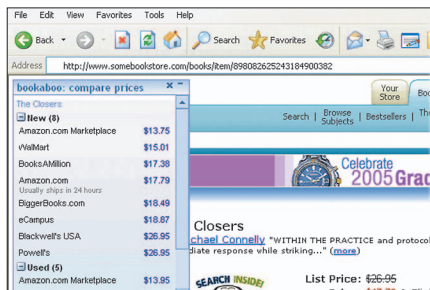 File Edit View Favorites Tools Help
Back Search Favorites
Address http://www.somebookstore.com/books/item/898082625243184900382
bookaboo: compare prices
The Closers
New (8)
Amazon.com Marketplace $13.75
WalMart $15.01
BooksAMillion $17.38
Amazon.com $17.79
Usually ships in 24 hours
BiggerBooks.com $18.49
eCampus $18.87
Blackwell's USA $26.95
Powell's $26.95
Used (5)
Amazon.com Marketplace $13.95
Your Store
Search | Browse Subjects | Bestsellers |
Celebrate
2005 Grad
Closers
chael Connelly "WITHIN THE PRACTICE and protocol
diate response while striking..." (more)
SEARCH INSIDE!
List Price: $26.95